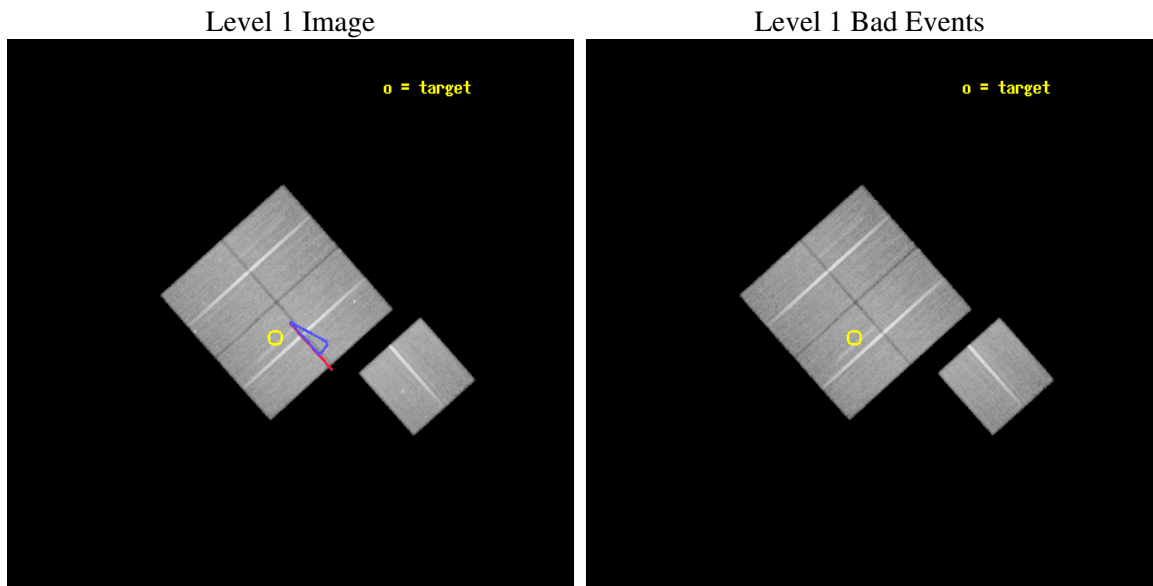 Level 1 Image
Level 1 Bad Events
o = target
o = target